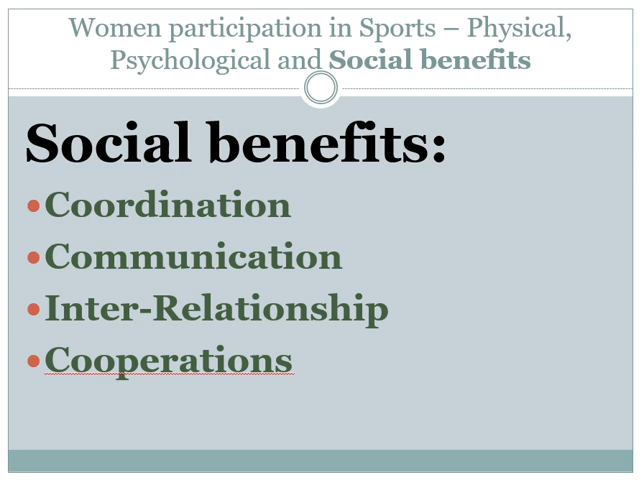 Women participation in Sports – Physical,
Psychological and Social benefits
Social benefits:
•Coordination
•Communication
•Inter-Relationship
•Cooperations